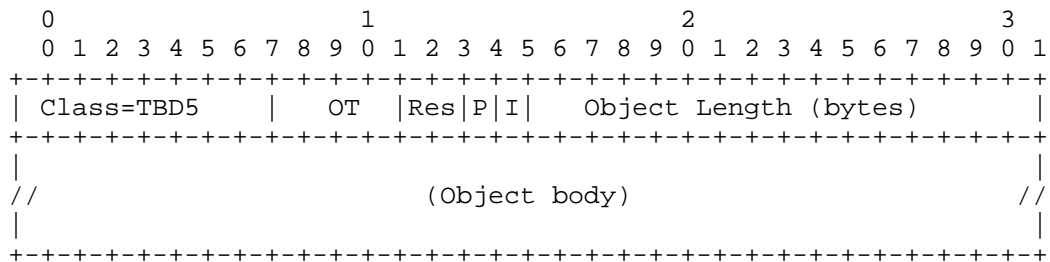 0                   1                   2                   3
 0 1 2 3 4 5 6 7 8 9 0 1 2 3 4 5 6 7 8 9 0 1 2 3 4 5 6 7 8 9 0 1
+-+-+-+-+-+-+-+-+-+-+-+-+-+-+-+-+-+-+-+-+-+-+-+-+-+-+-+-+-+-+-+-+
| Class=TBD5    |   OT  |Res|P|I|   Object Length (bytes)       |
+-+-+-+-+-+-+-+-+-+-+-+-+-+-+-+-+-+-+-+-+-+-+-+-+-+-+-+-+-+-+-+-+
|                                                               |
//                        (Object body)                        //
|                                                               |
+-+-+-+-+-+-+-+-+-+-+-+-+-+-+-+-+-+-+-+-+-+-+-+-+-+-+-+-+-+-+-+-+